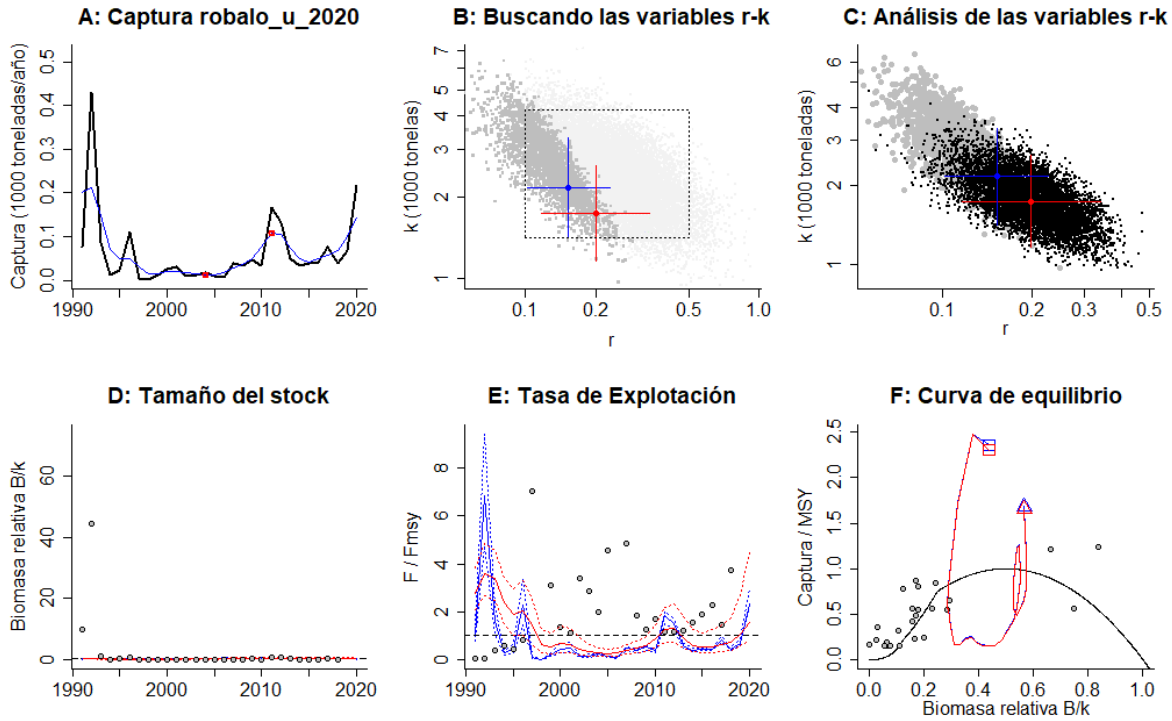 A: Captura robalo_u_2020
Captura (1000 toneladas/año)
0.0 0.1 0.2 0.3 0.4 0.5
1990 2000 2010 2020
B: Buscando las variables r-k
k (1000 tonelas)
1 2 3 4 5 7
0.1 0.2 0.5 1.0
r
C: Análisis de las variables r-k
k (1000 toneladas)
1 2 3 4 6
0.1 0.2 0.3 0.5
r
D: Tamaño del stock
Biomasa relativa B/k
0 20 40 60
1990 2000 2010 2020
E: Tasa de Explotación
F / Fmsy
0 2 4 6 8
1990 2000 2010 2020
F: Curva de equilibrio
Captura / MSY
0.0 0.5 1.0 1.5 2.0 2.5
0.0 0.2 0.4 0.6 0.8 1.0
Biomasa relativa B/k